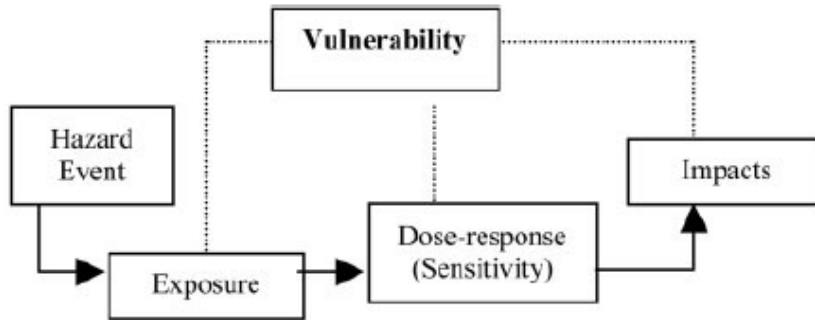 Vulnerability
Hazard
Event
Impacts
Dose-response
(Sensitivity)
Exposure